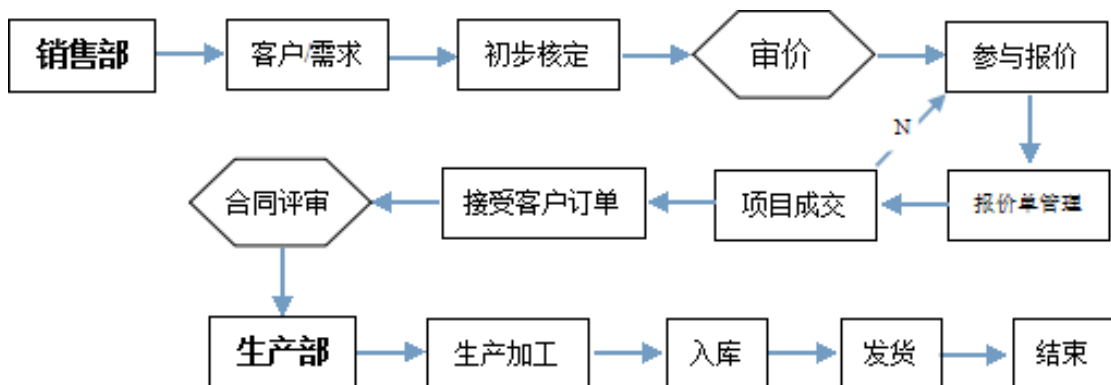 销售部
客户/需求
初步核定
审价
参与报价
N
合同评审
接受客户订单
项目成交
报价单管理
生产部
生产加工
入库
发货
结束